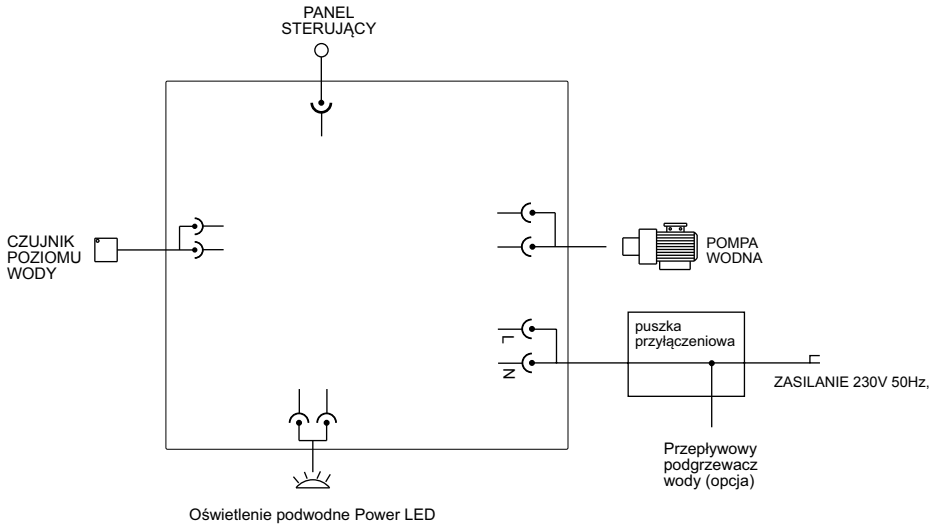 PANEL
STERUJĄCY
CZUJNIK
POZIOMU
WODY
POMPA
WODNA
L
N
puszka
przyłączeniowa
ZASILANIE 230V 50Hz,
Przepływowy
podgrzewacz
wody (opcja)
Oświetlenie podwodne Power LED